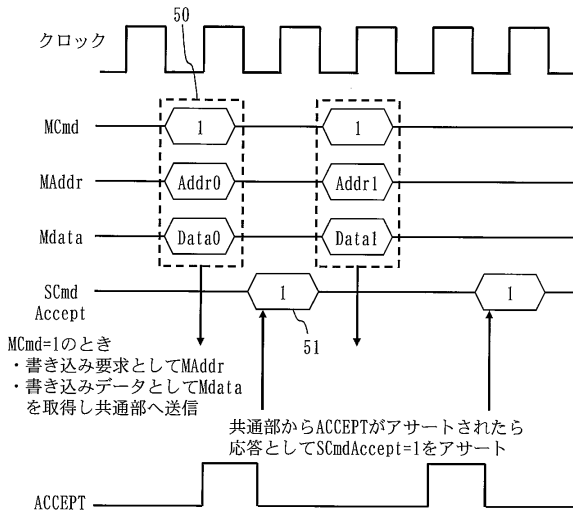 50
クロック
MCmd
1
1
MAddr
Addr0
Addr1
Mdata
Data0
Data1
SCmd
Accept
1
1
51
MCmd=1のとき
・書き込み要求としてMAddr
・書き込みデータとしてMdata
を取得し共通部へ送信
共通部からACCEPTがアサートされたら
応答としてSCmdAccept=1をアサート
ACCEPT